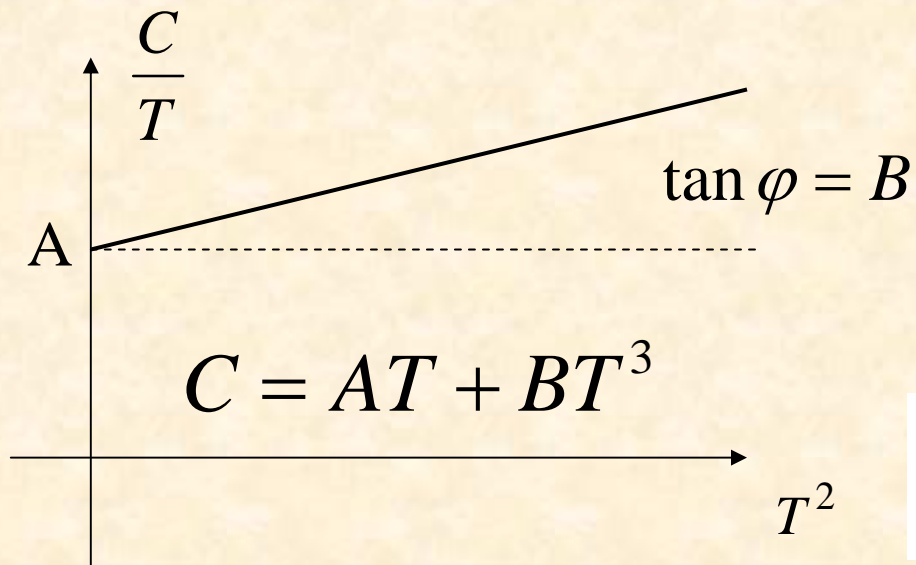 C
T
tan φ = B
A
C = AT + BT³
T²